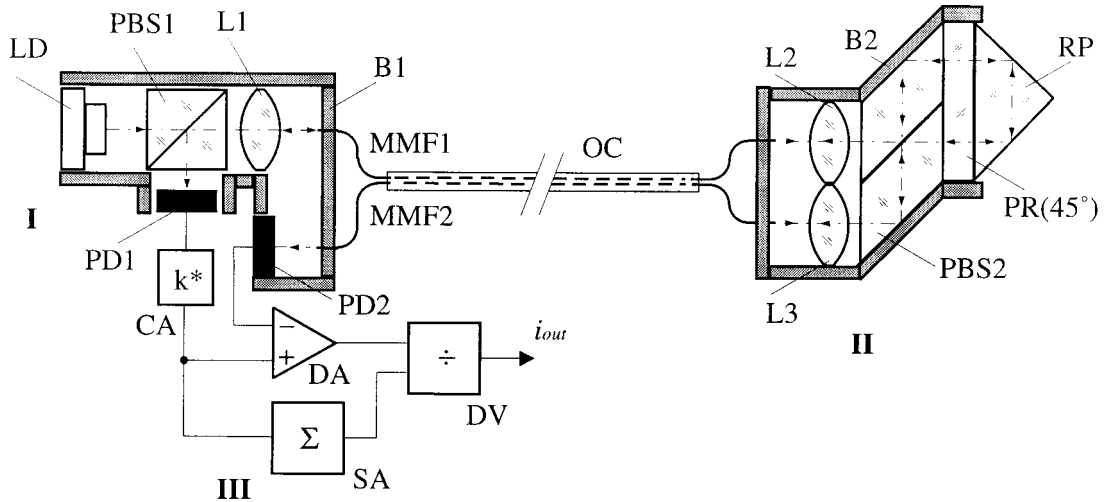 LD
PBS1
L1
B1
MMF1
OC
MMF2
I
PD1
k*
CA
PD2
−
+
DA
÷
DV
iout
Σ
SA
III
L2
B2
RP
PR(45°)
PBS2
L3
II